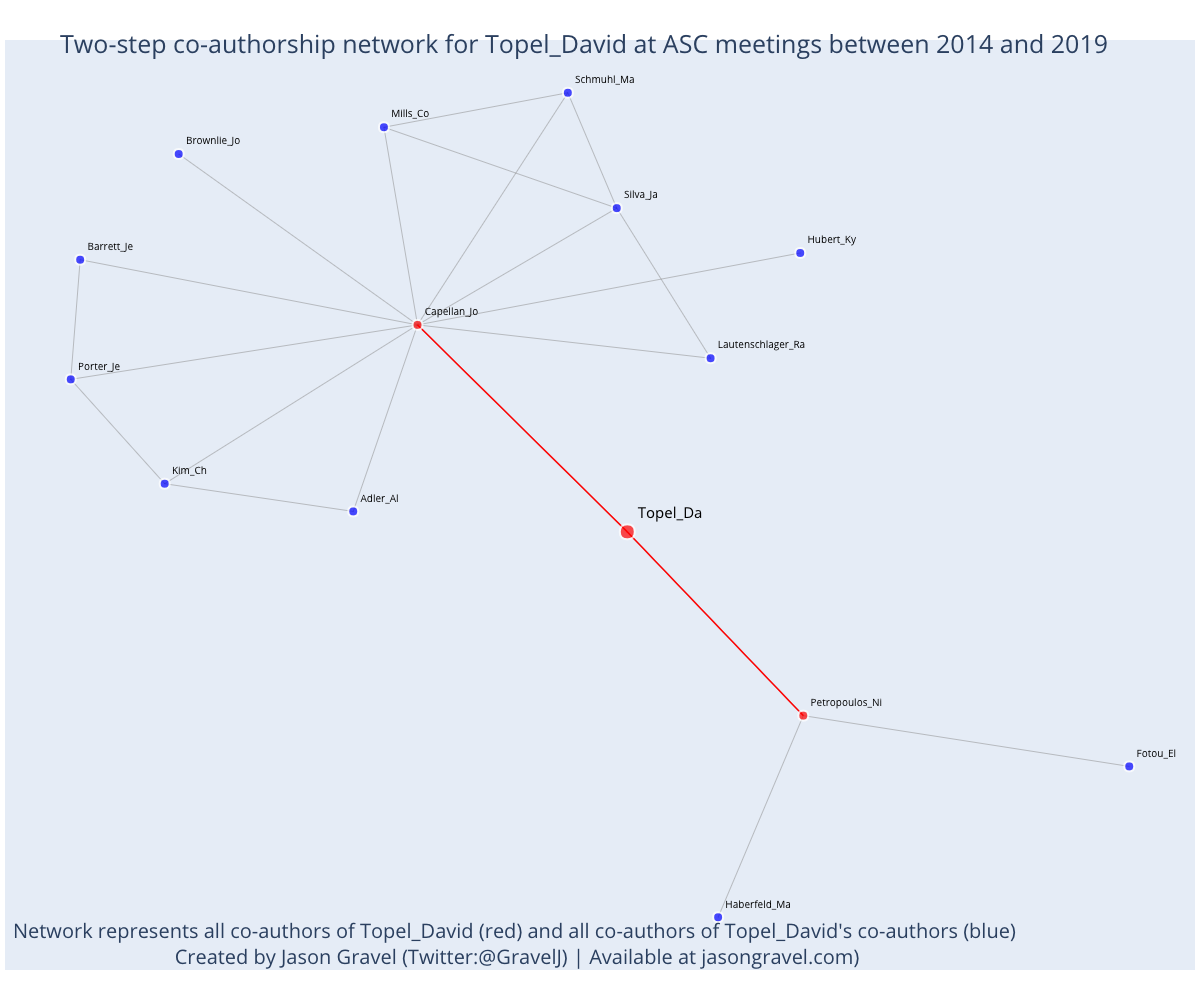 Two-step co-authorship network for Topel_David at ASC meetings between 2014 and 2019
Schmuhl_Ma
Mills_Co
Brownlie_Jo
Silva_Ja
Hubert_Ky
Barrett_Je
Capellan_Jo
Lautenschlager_Ra
Porter_Je
Kim_Ch
Adler_Al
Topel_Da
Petropoulos_Ni
Fotou_El
Haberfeld_Ma
Network represents all co-authors of Topel_David (red) and all co-authors of Topel_David's co-authors (blue)
Created by Jason Gravel (Twitter:@GravelJ) | Available at jasongravel.com)